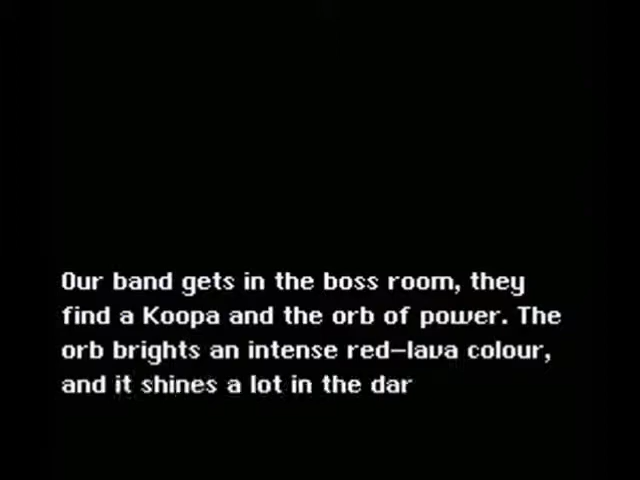 Our band gets in the boss room, they
find a Koopa and the orb of power. The
orb brights an intense red-lava colour,
and it shines a lot in the dar